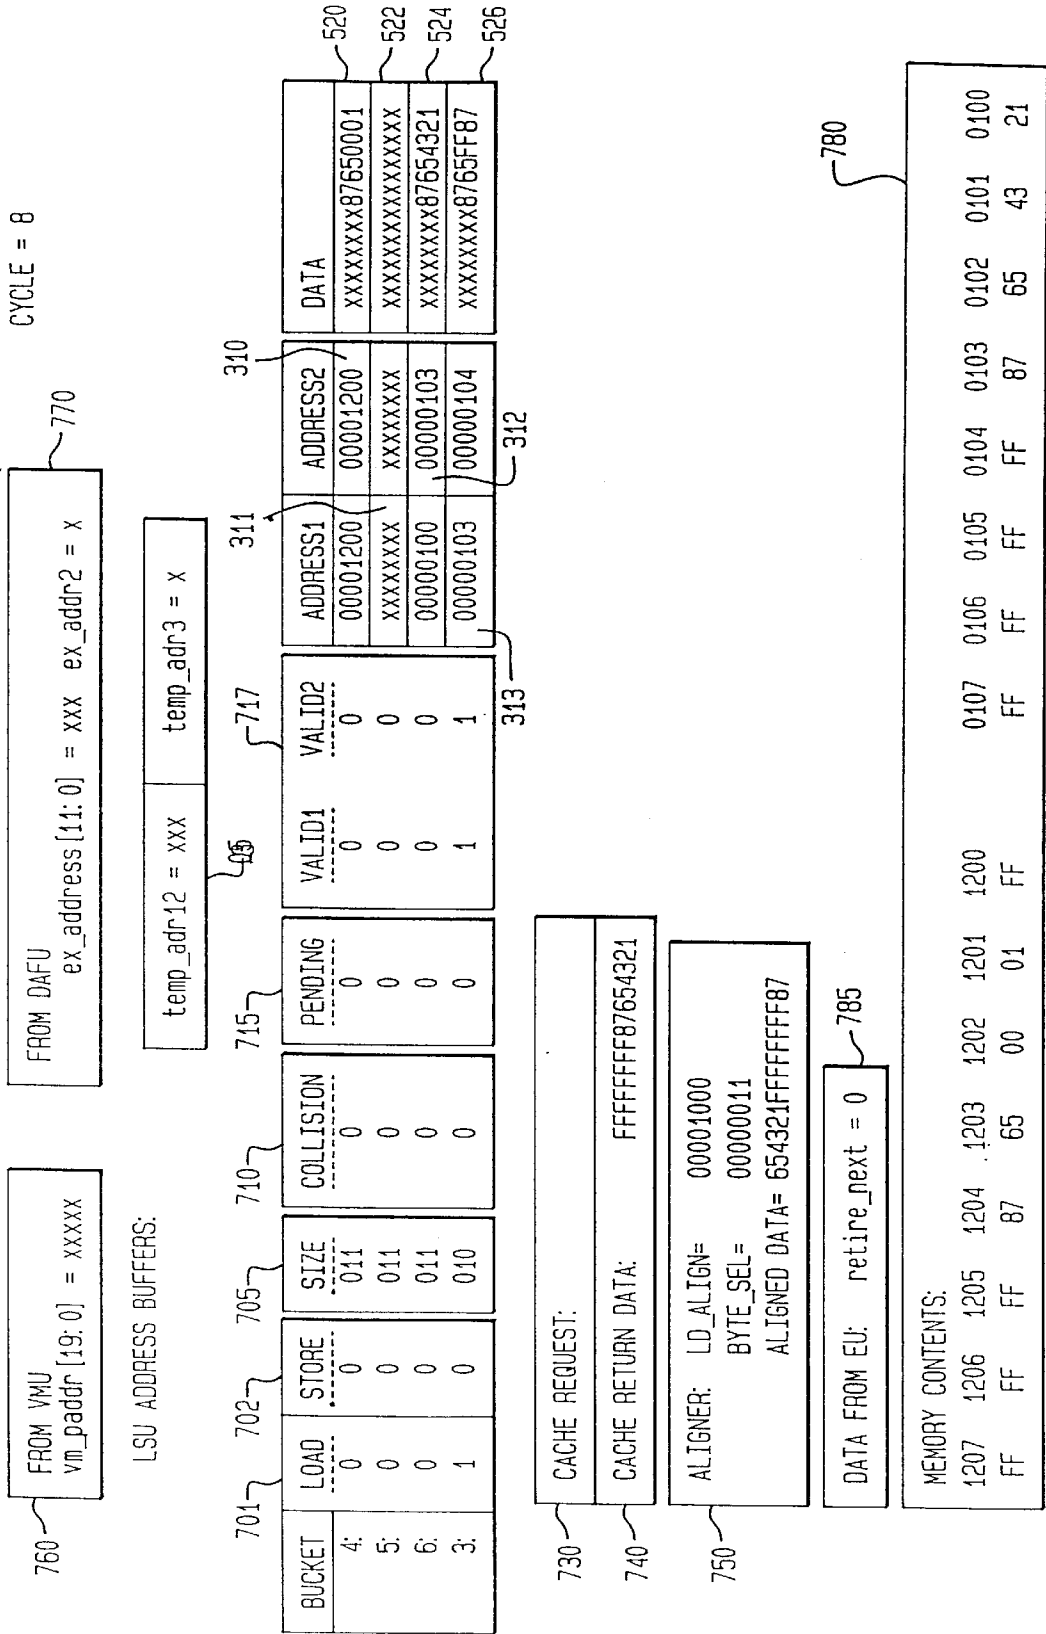 CYCLE = 8
760
FROM VMU
vm_paddr[19:0] = xxxxx
FROM DAFU
ex_address[11:0] = xxx ex_addr2 = x
770
LSU ADDRESS BUFFERS:
temp_adr12 = xxx temp_adr3 = x
701 702 705 710 715 717 311 310
BUCKET LOAD STORE SIZE COLLISION PENDING VALID1 VALID2 ADDRESS1 ADDRESS2 DATA
4: 0 0 011 0 0 0 0 00001200 00001200 XXXXXXXX87650001 520
5: 0 0 011 0 0 0 0 XXXXXXXX XXXXXXXX XXXXXXXXXXXXXXXX 522
6: 0 0 011 0 0 0 0 00000100 00000103 XXXXXXXX87654321 524
3: 1 0 010 0 0 1 1 00000103 00000104 XXXXXXXX8765FF87 526
313 312
730 CACHE REQUEST:
740 CACHE RETURN DATA: FFFFFFFF87654321
750 ALIGNER: LD_ALIGN= 00001000
BYTE_SEL= 00000011
ALIGNED DATA= 654321FFFFFFFF87
DATA FROM EU: retire_next = 0 785
780
MEMORY CONTENTS:
1207 1206 1205 1204 1203 1202 1201 1200 0107 0106 0105 0104 0103 0102 0101 0100
FF FF FF 87 65 00 01 FF FF FF FF FF 87 65 43 21